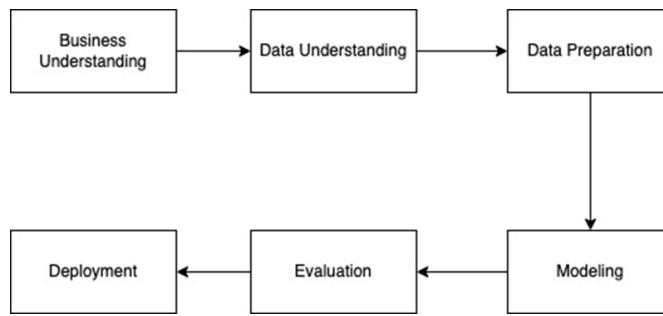 Business
Understanding
Data Understanding
Data Preparation
Deployment
Evaluation
Modeling